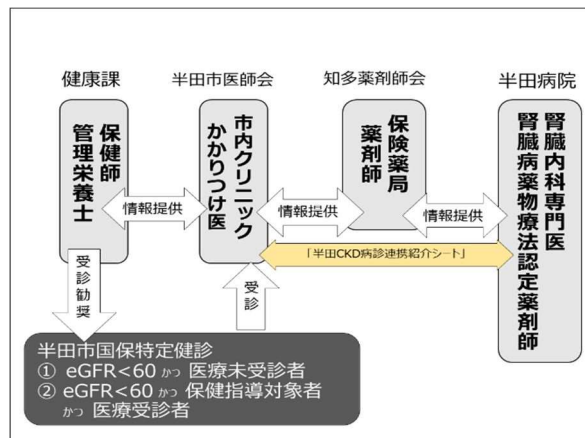 健康課
半田市医師会
知多薬剤師会
半田病院
保健師
管理栄養士
市内クリニック
かかりつけ医
保険薬局
薬剤師
腎臓内科専門医
腎臓病薬物療法認定薬剤師
情報提供
情報提供
情報提供
「半田CKD病診連携紹介シート」
受診勧奨
受診
半田市国保特定健診
① eGFR<60 かつ 医療未受診者
② eGFR<60 かつ 保健指導対象者
かつ 医療受診者